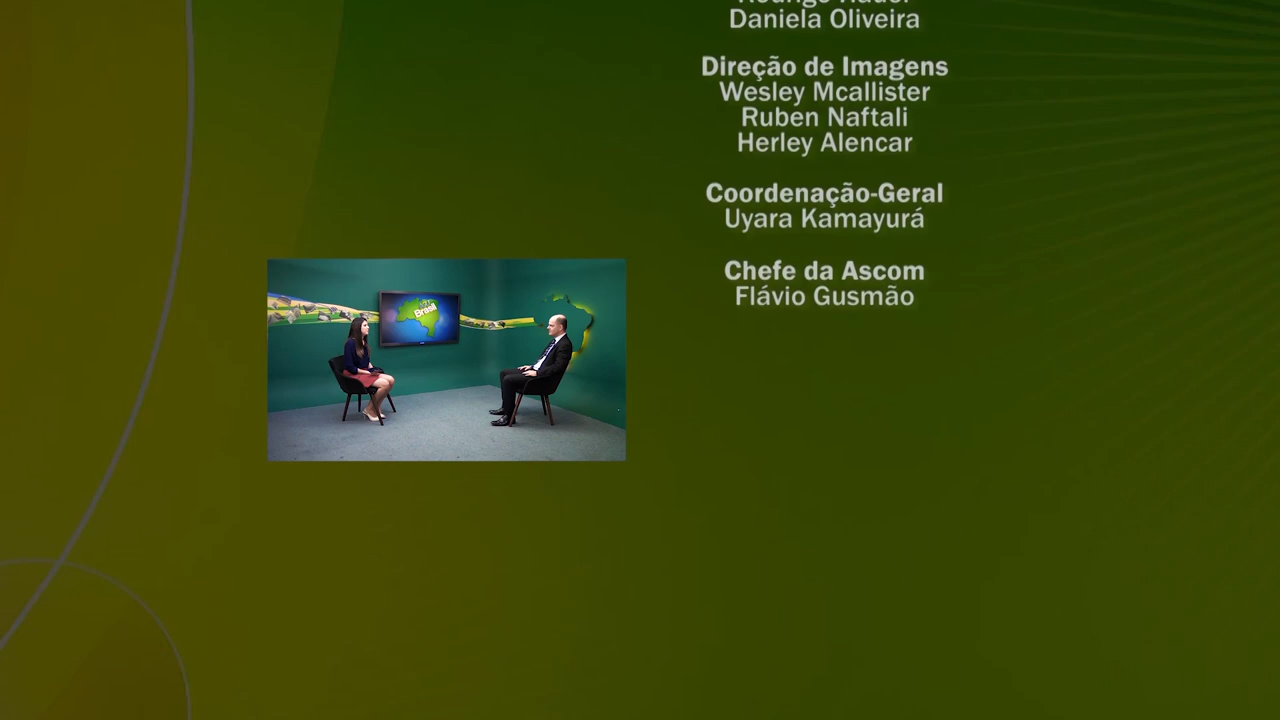 Daniela Oliveira
Direção de Imagens
Wesley Mcallister
Ruben Naftali
Herley Alencar
Coordenação-Geral
Uyara Kamayurá
Chefe da Ascom
Flávio Gusmão
Brasil